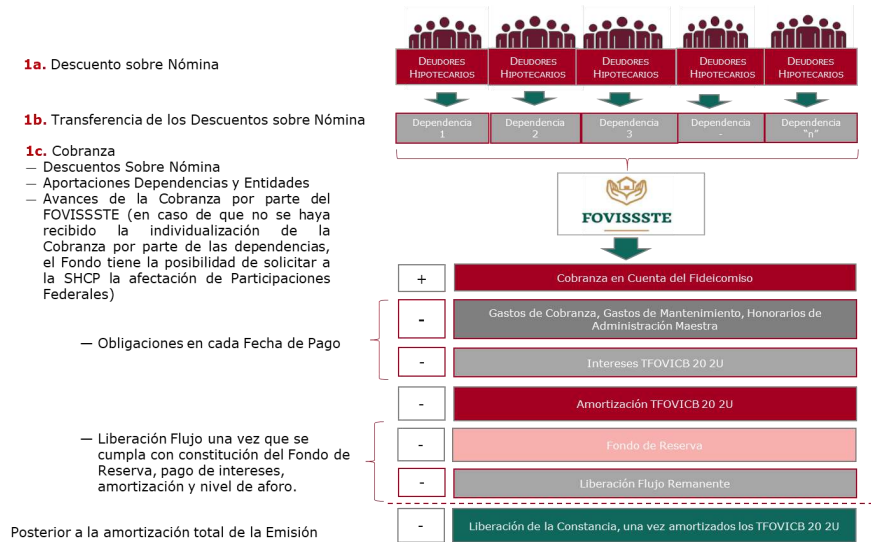 1a. Descuento sobre Nómina
DEUDORES
HIPOTECARIOS
DEUDORES
HIPOTECARIOS
DEUDORES
HIPOTECARIOS
DEUDORES
HIPOTECARIOS
DEUDORES
HIPOTECARIOS
1b. Transferencia de los Descuentos sobre Nómina
Dependencia
1
Dependencia
2
Dependencia
3
Dependencia
-
Dependencia
"n"
1c. Cobranza
— Descuentos Sobre Nómina
— Aportaciones Dependencias y Entidades
— Avances de la Cobranza por parte del
FOVISSSTE (en caso de que no se haya
recibido la individualización de la
Cobranza por parte de las dependencias,
el Fondo tiene la posibilidad de solicitar a
la SHCP la afectación de Participaciones
Federales)
FOVISSSTE
+ Cobranza en Cuenta del Fideicomiso
— Obligaciones en cada Fecha de Pago
- Gastos de Cobranza, Gastos de Mantenimiento, Honorarios de
Administración Maestra
- Intereses TFOVICB 20 2U
- Amortización TFOVICB 20 2U
— Liberación Flujo una vez que se
cumpla con constitución del Fondo de
Reserva, pago de intereses,
amortización y nivel de aforo.
- Fondo de Reserva
- Liberación Flujo Remanente
Posterior a la amortización total de la Emisión
- Liberación de la Constancia, una vez amortizados los TFOVICB 20 2U